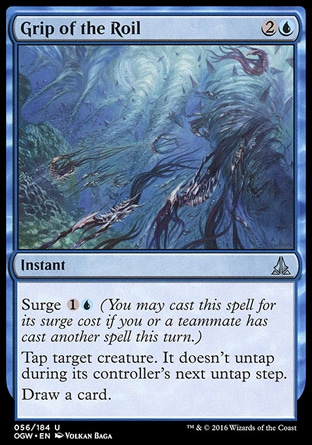 Grip of the Roil 2
Instant
Surge 1 (You may cast this spell for
its surge cost if you or a teammate has
cast another spell this turn.)
Tap target creature. It doesn't untap
during its controller's next untap step.
Draw a card.
056/184 U
OGW • EN Volkan Baga
™ & © 2016 Wizards of the Coast